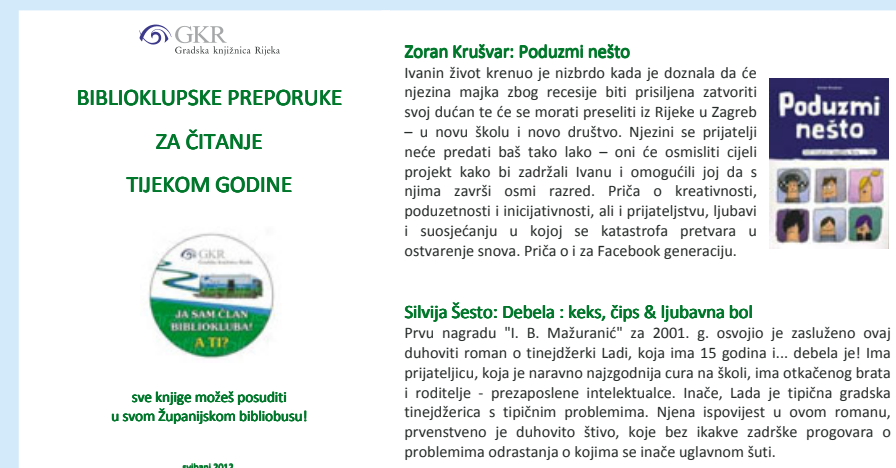 GKR
Gradska knjižnica Rijeka
BIBLIOKLUPSKE PREPORUKE
ZA ČITANJE
TIJEKOM GODINE
GKR
Gradska knjižnica Rijeka
JA SAM ČLAN
BIBLIOKLUBA!
A TI?
sve knjige možeš posuditi
u svom Županijskom bibliobusu!
svibanj 2012
Zoran Krušvar: Poduzmi nešto
Ivanin život krenuo je nizbrdo kada je doznala da će
njezina majka zbog recesije biti prisiljena zatvoriti
svoj dućan te će se morati preseliti iz Rijeke u Zagreb
– u novu školu i novo društvo. Njezini se prijatelji
neće predati baš tako lako – oni će osmisliti cijeli
projekt kako bi zadržali Ivanu i omogućili joj da s
njima završi osmi razred. Priča o kreativnosti,
poduzetnosti i inicijativnosti, ali i prijateljstvu, ljubavi
i suosjećanju u kojoj se katastrofa pretvara u
ostvarenje snova. Priča o i za Facebook generaciju.
Poduzmi
nešto
Silvija Šesto: Debela : keks, čips & ljubavna bol
Prvu nagradu "I. B. Mažuranić" za 2001. g. osvojio je zasluženo ovaj
duhoviti roman o tinejdžerki Ladi, koja ima 15 godina i... debela je! Ima
prijateljicu, koja je naravno najzgodnija cura na školi, ima otkačenog brata
i roditelje - prezaposlene intelektualce. Inače, Lada je tipična gradska
tinejdžerica s tipičnim problemima. Njena ispovijest u ovom romanu,
prvenstveno je duhovito štivo, koje bez ikakve zadrške progovara o
problemima odrastanja o kojima se inače uglavnom šuti.